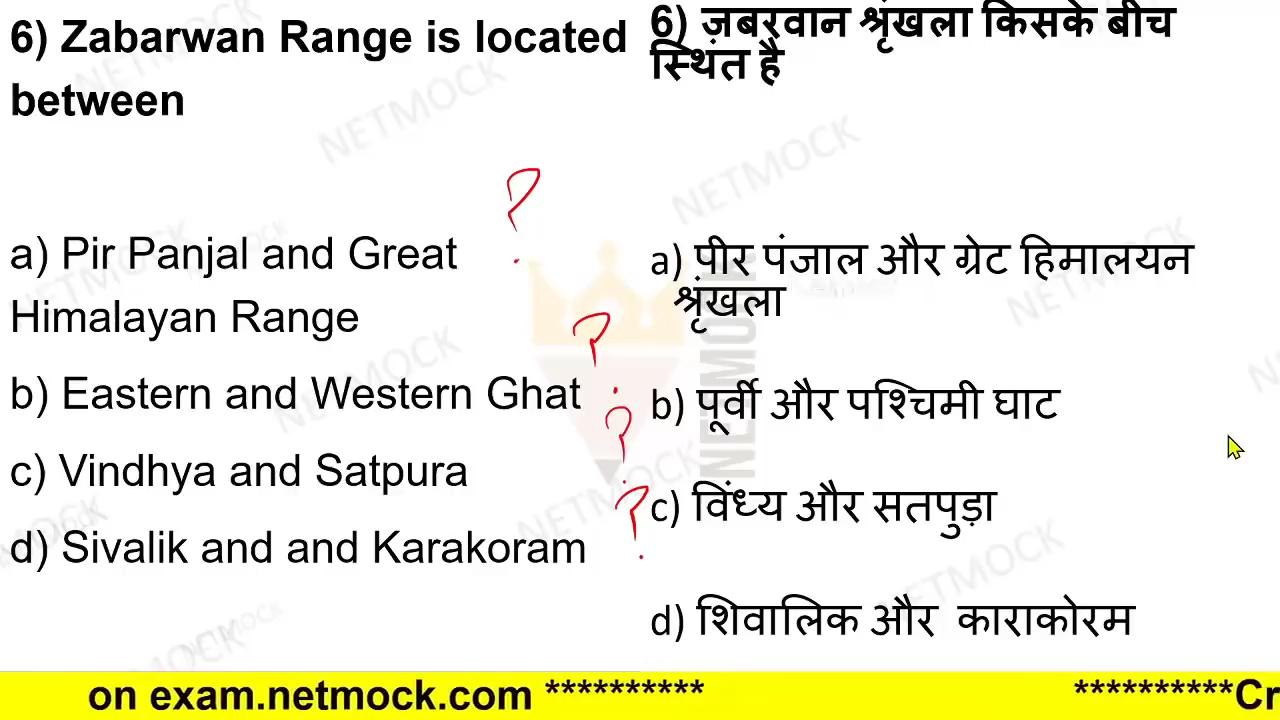 6) Zabarwan Range is located
between
a) Pir Panjal and Great
Himalayan Range
b) Eastern and Western Ghat
c) Vindhya and Satpura
d) Sivalik and and Karakoram
6) ज़बरवान श्रृंखला किसके बीच
स्थित है
a) पीर पंजाल और ग्रेट हिमालयन
श्रृंखला
b) पूर्वी और पश्चिमी घाट
c) विंध्य और सतपुड़ा
d) शिवालिक और काराकोरम
?
?
?
?
NETMOCK
on exam.netmock.com ********** **********Cr